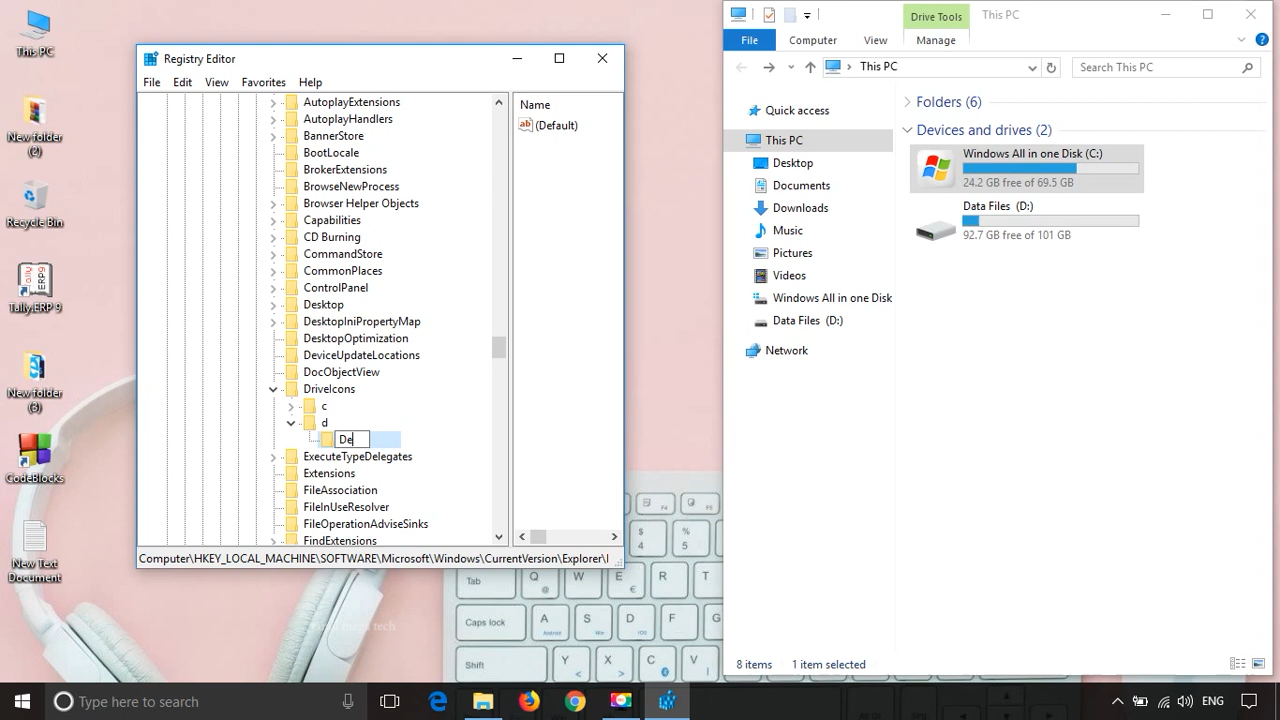 This PC
New folder
(2)
Recycle Bin
Tally.ERP 9
New folder
(3)
CodeBlocks
New Text
Document
Registry Editor
File Edit View Favorites Help
AutoplayExtensions
AutoplayHandlers
BannerStore
BootLocale
BrokerExtensions
BrowseNewProcess
Browser Helper Objects
Capabilities
CD Burning
CommandStore
CommonPlaces
ControlPanel
Desktop
DesktopIniPropertyMap
DesktopOptimization
DeviceUpdateLocations
DocObjectView
DriveIcons
c
d
De
ExecuteTypeDelegates
Extensions
FileAssociation
FileInUseResolver
FileOperationAdviseSinks
FindExtensions
Name
ab (Default)
Computer\HKEY_LOCAL_MACHINE\SOFTWARE\Microsoft\Windows\CurrentVersion\Explorer\
Drive Tools
This PC
File Computer View Manage
This PC
Search This PC
Quick access
This PC
Desktop
Documents
Downloads
Music
Pictures
Videos
Windows All in one Disk
Data Files (D:)
Network
Folders (6)
Devices and drives (2)
Windows All in one Disk (C:)
24.2 GB free of 69.5 GB
Data Files (D:)
92.7 GB free of 101 GB
8 items 1 item selected
F4 F5
$ 4 % 5
Tab Q W E € R T
Caps lock A S D F G
Shift Y X C V
tech
Type here to search
ENG